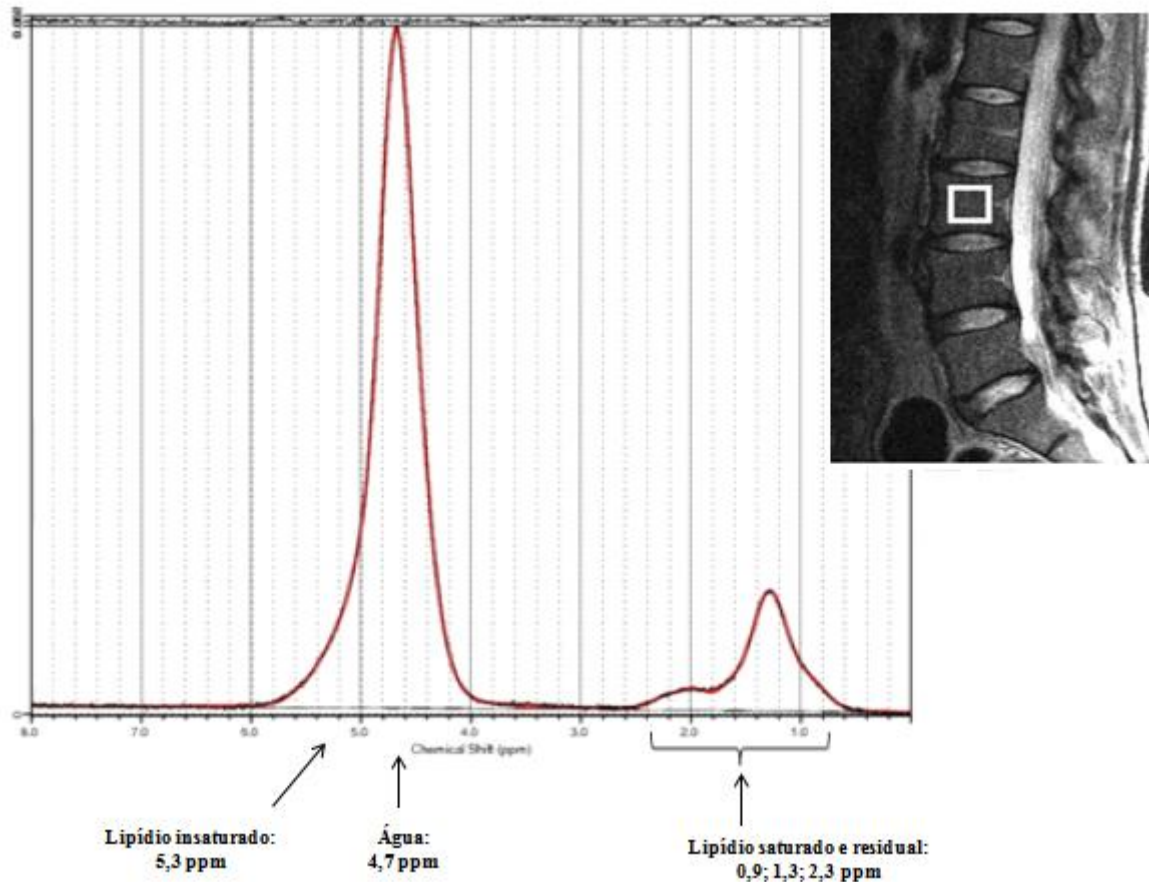 8.0 7.0 6.0 5.0 4.0 3.0 2.0 1.0
Chemical Shift (ppm)
Lipídio insaturado:
5,3 ppm
Água:
4,7 ppm
Lipídio saturado e residual:
0,9; 1,3; 2,3 ppm